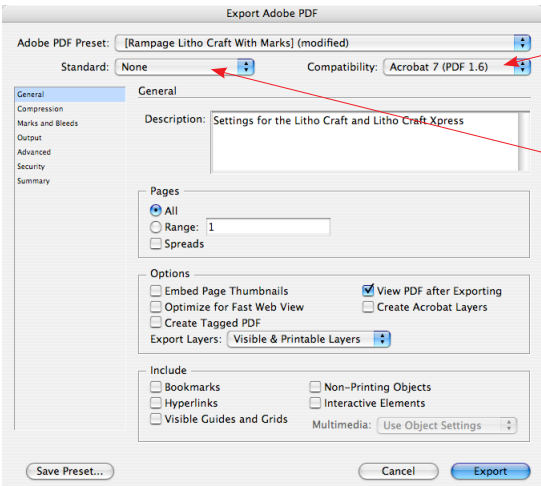 Export Adobe PDF
Adobe PDF Preset: [Rampage Litho Craft With Marks] (modified)
Standard: None Compatibility: Acrobat 7 (PDF 1.6)
General
Compression
Marks and Bleeds
Output
Advanced
Security
Summary
General
Description: Settings for the Litho Craft and Litho Craft Xpress
Pages
All
Range: 1
Spreads
Options
Embed Page Thumbnails View PDF after Exporting
Optimize for Fast Web View Create Acrobat Layers
Create Tagged PDF
Export Layers: Visible & Printable Layers
Include
Bookmarks Non-Printing Objects
Hyperlinks Interactive Elements
Visible Guides and Grids Multimedia: Use Object Settings
Save Preset... Cancel Export